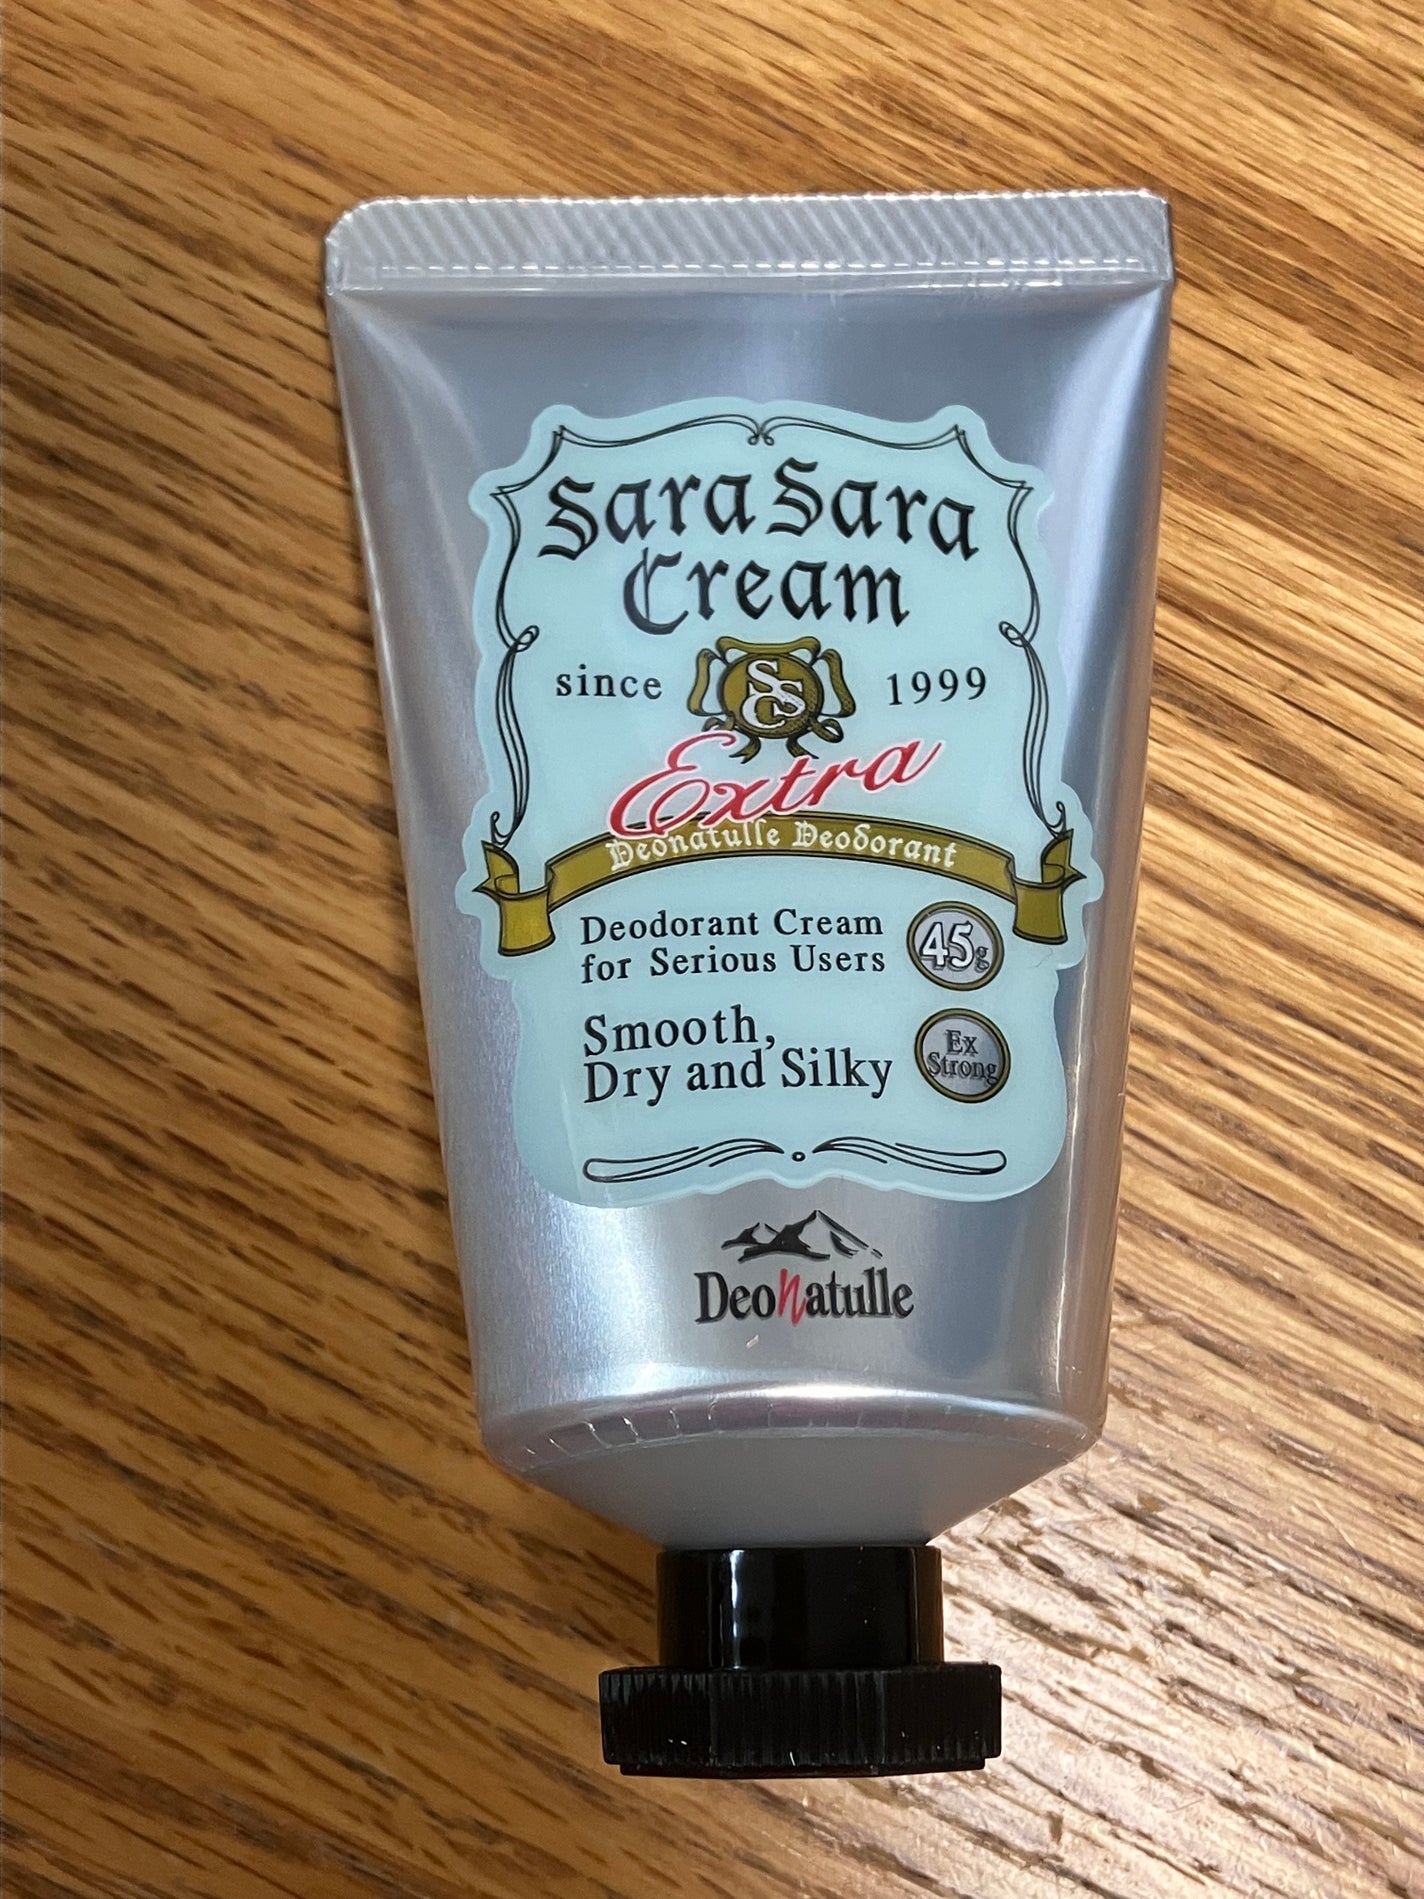 Sara Sara
Cream
since SSC 1999
Extra
Deonatulle Deodorant
Deodorant Cream
for Serious Users
45g
Smooth,
Dry and Silky
Ex
Strong
Deonatulle